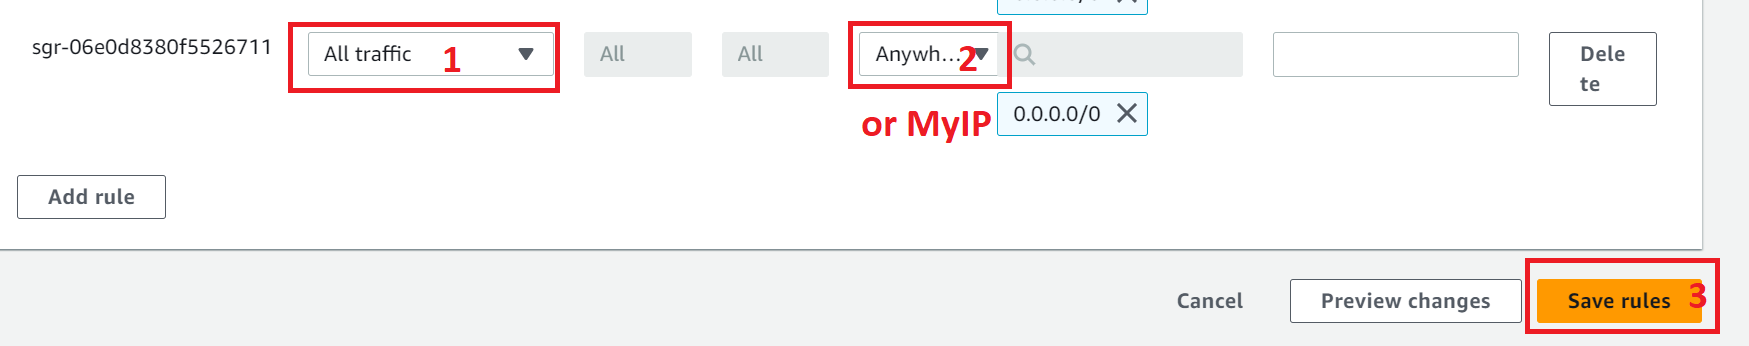 sgr-06e0d8380f5526711
All traffic
1
All
All
Anywh...
2
Dele
te
or MyIP
0.0.0.0/0
Add rule
Cancel
Preview changes
Save rules
3